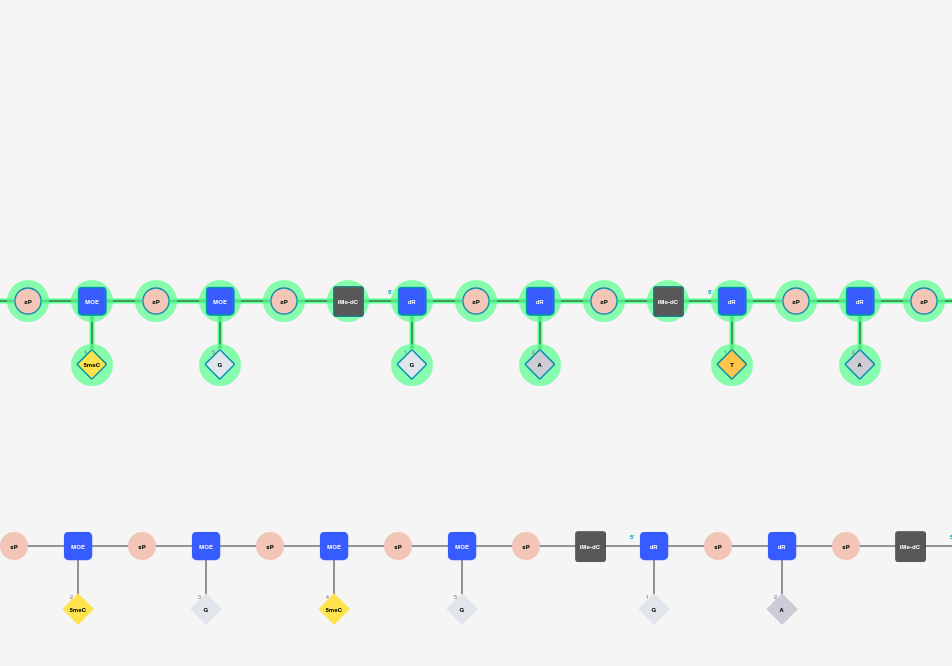 5'
5'
sP MOE sP MOE sP iMe-dC dR sP dR sP iMe-dC dR sP dR sP
5meC G G A T A
5'
sP MOE sP MOE sP MOE sP MOE sP iMe-dC dR sP dR sP iMe-dC
2 3 4 5 1 2
5meC G 5meC G G A